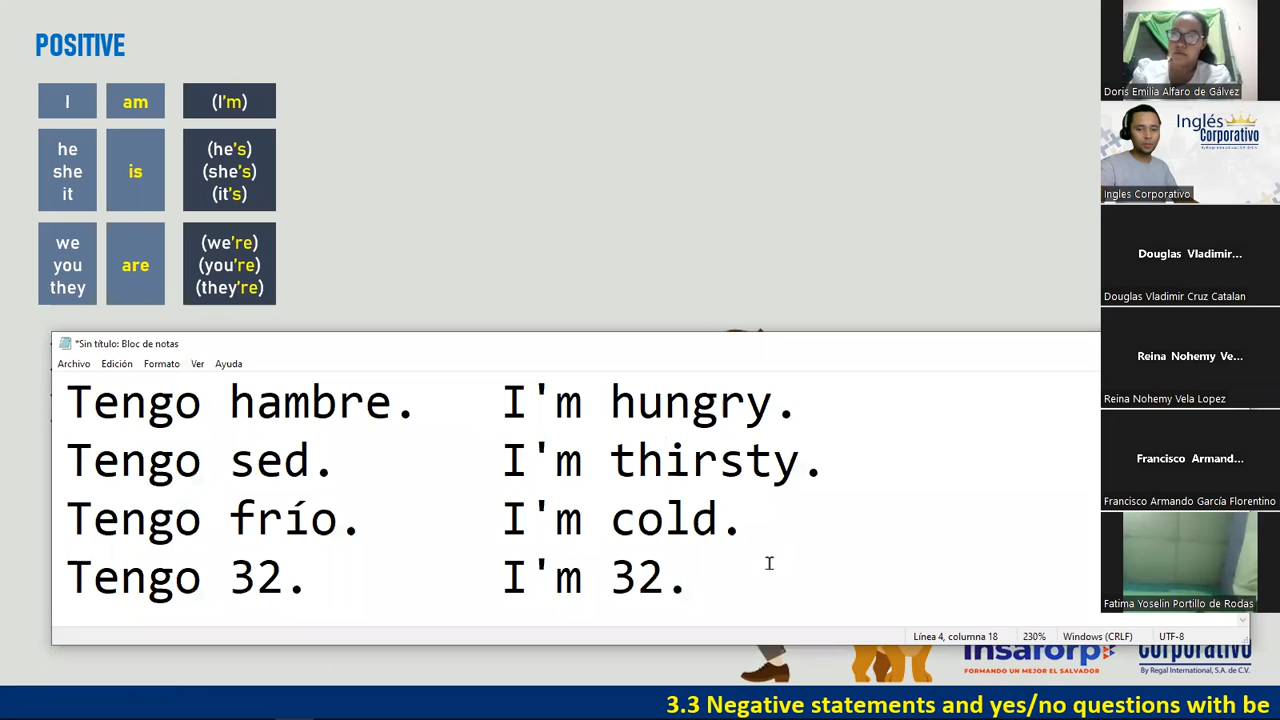 POSITIVE
I am (I'm)
he
she
it
is
(he's)
(she's)
(it's)
we
you
they
are
(we're)
(you're)
(they're)
*Sin título: Bloc de notas
Archivo Edición Formato Ver Ayuda
Tengo hambre. I'm hungry.
Tengo sed. I'm thirsty.
Tengo frío. I'm cold.
Tengo 32. I'm 32.
Línea 4, columna 18 230% Windows (CRLF) UTF-8
insaforp
FORMANDO UN MEJOR EL SALVADOR
Corporativo
By Regal International, S.A. de C.V.
3.3 Negative statements and yes/no questions with be
Doris Emilia Alfaro de Gálvez
Inglés
Corporativo
By Regal International, S.A. de C.V.
Ingles Corporativo
Douglas Vladimir...
Douglas Vladimir Cruz Catalan
Reina Nohemy Ve...
Reina Nohemy Vela Lopez
Francisco Armand...
Francisco Armando García Florentino
Fatima Yoselin Portillo de Rodas